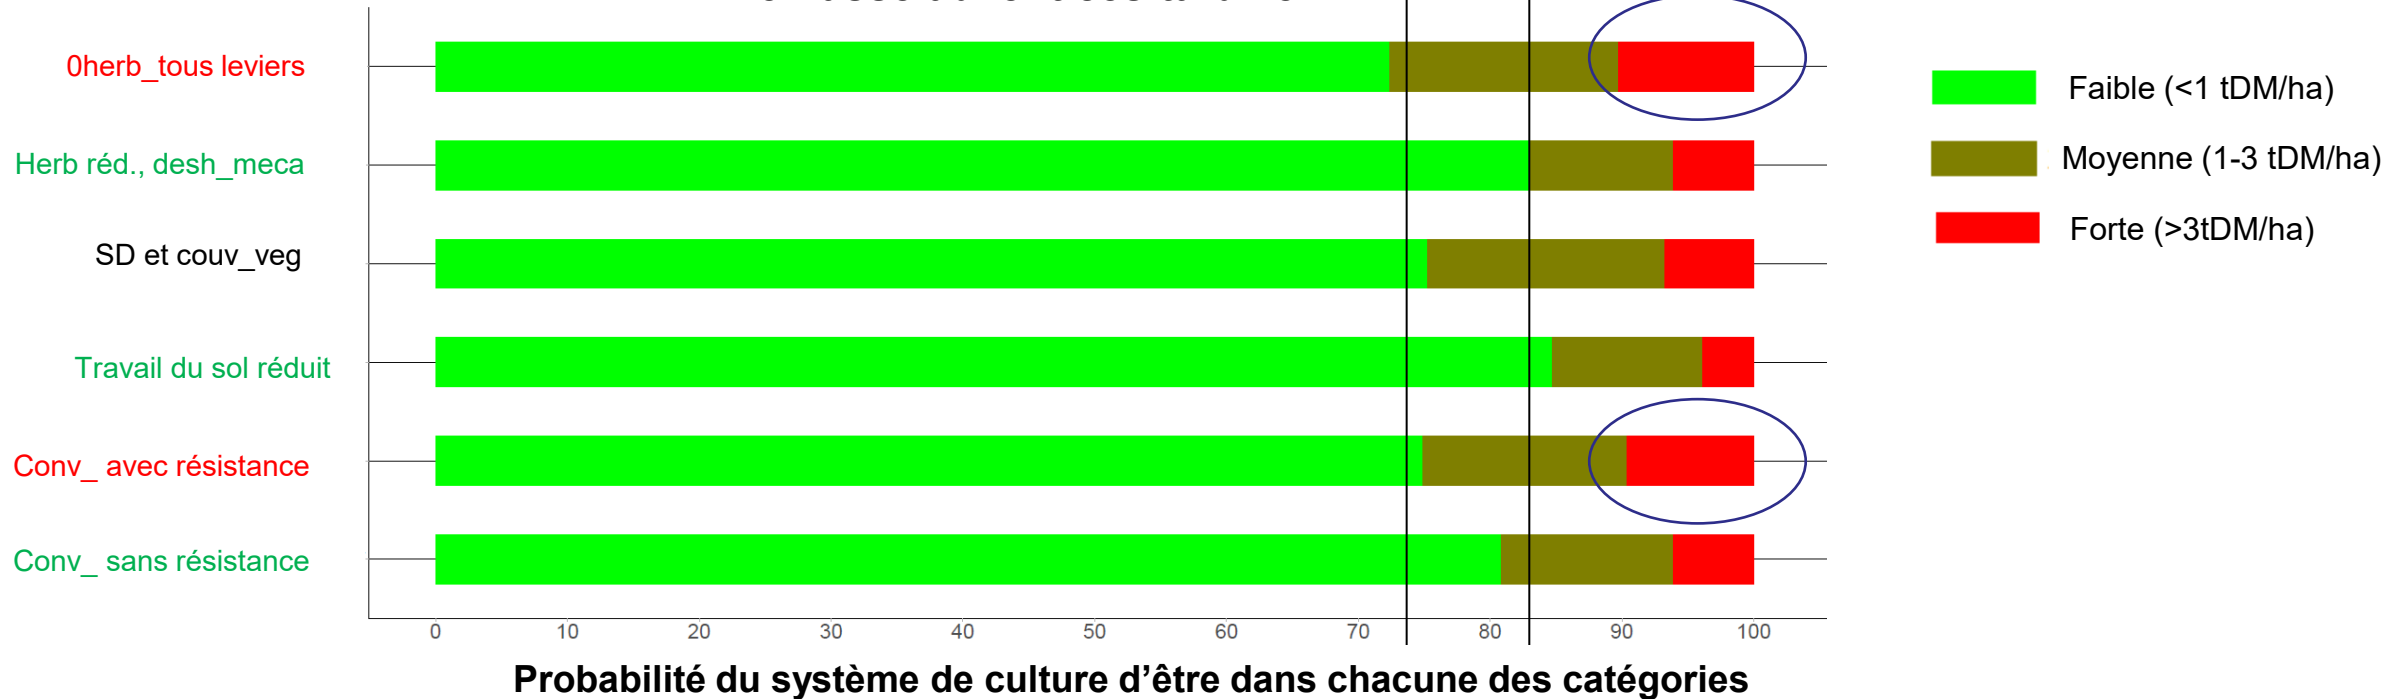 0herb_tous leviers
Herb réd., desh_meca
SD et couv_veg
Travail du sol réduit
Conv_ avec résistance
Conv_ sans résistance
Faible (<1 tDM/ha)
Moyenne (1-3 tDM/ha)
Forte (>3tDM/ha)
0 10 20 30 40 50 60 70 80 90 100
Probabilité du système de culture d'être dans chacune des catégories